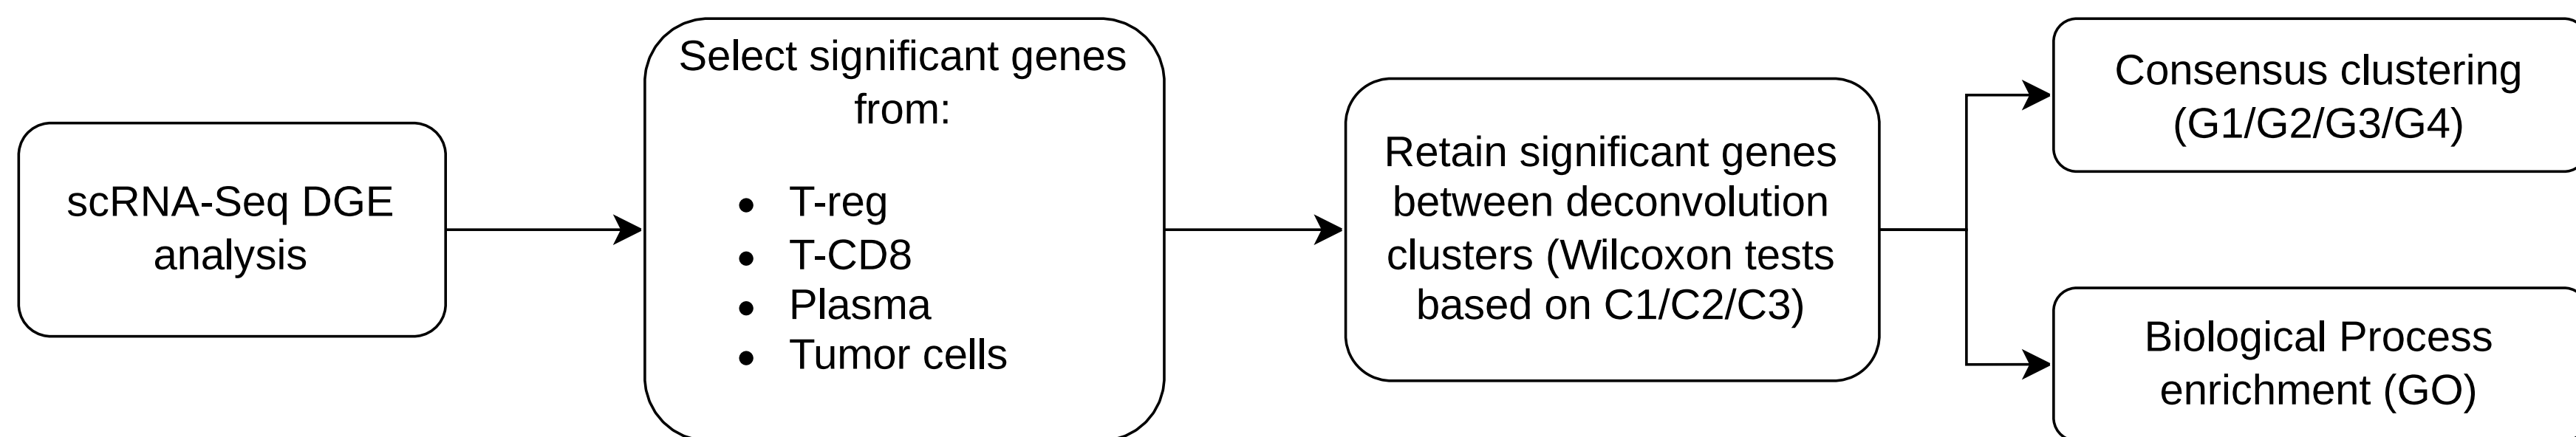 scRNA-Seq DGE
analysis
Select significant genes
from:
• T-reg
• T-CD8
• Plasma
• Tumor cells
Retain significant genes
between deconvolution
clusters (Wilcoxon tests
based on C1/C2/C3)
Consensus clustering
(G1/G2/G3/G4)
Biological Process
enrichment (GO)